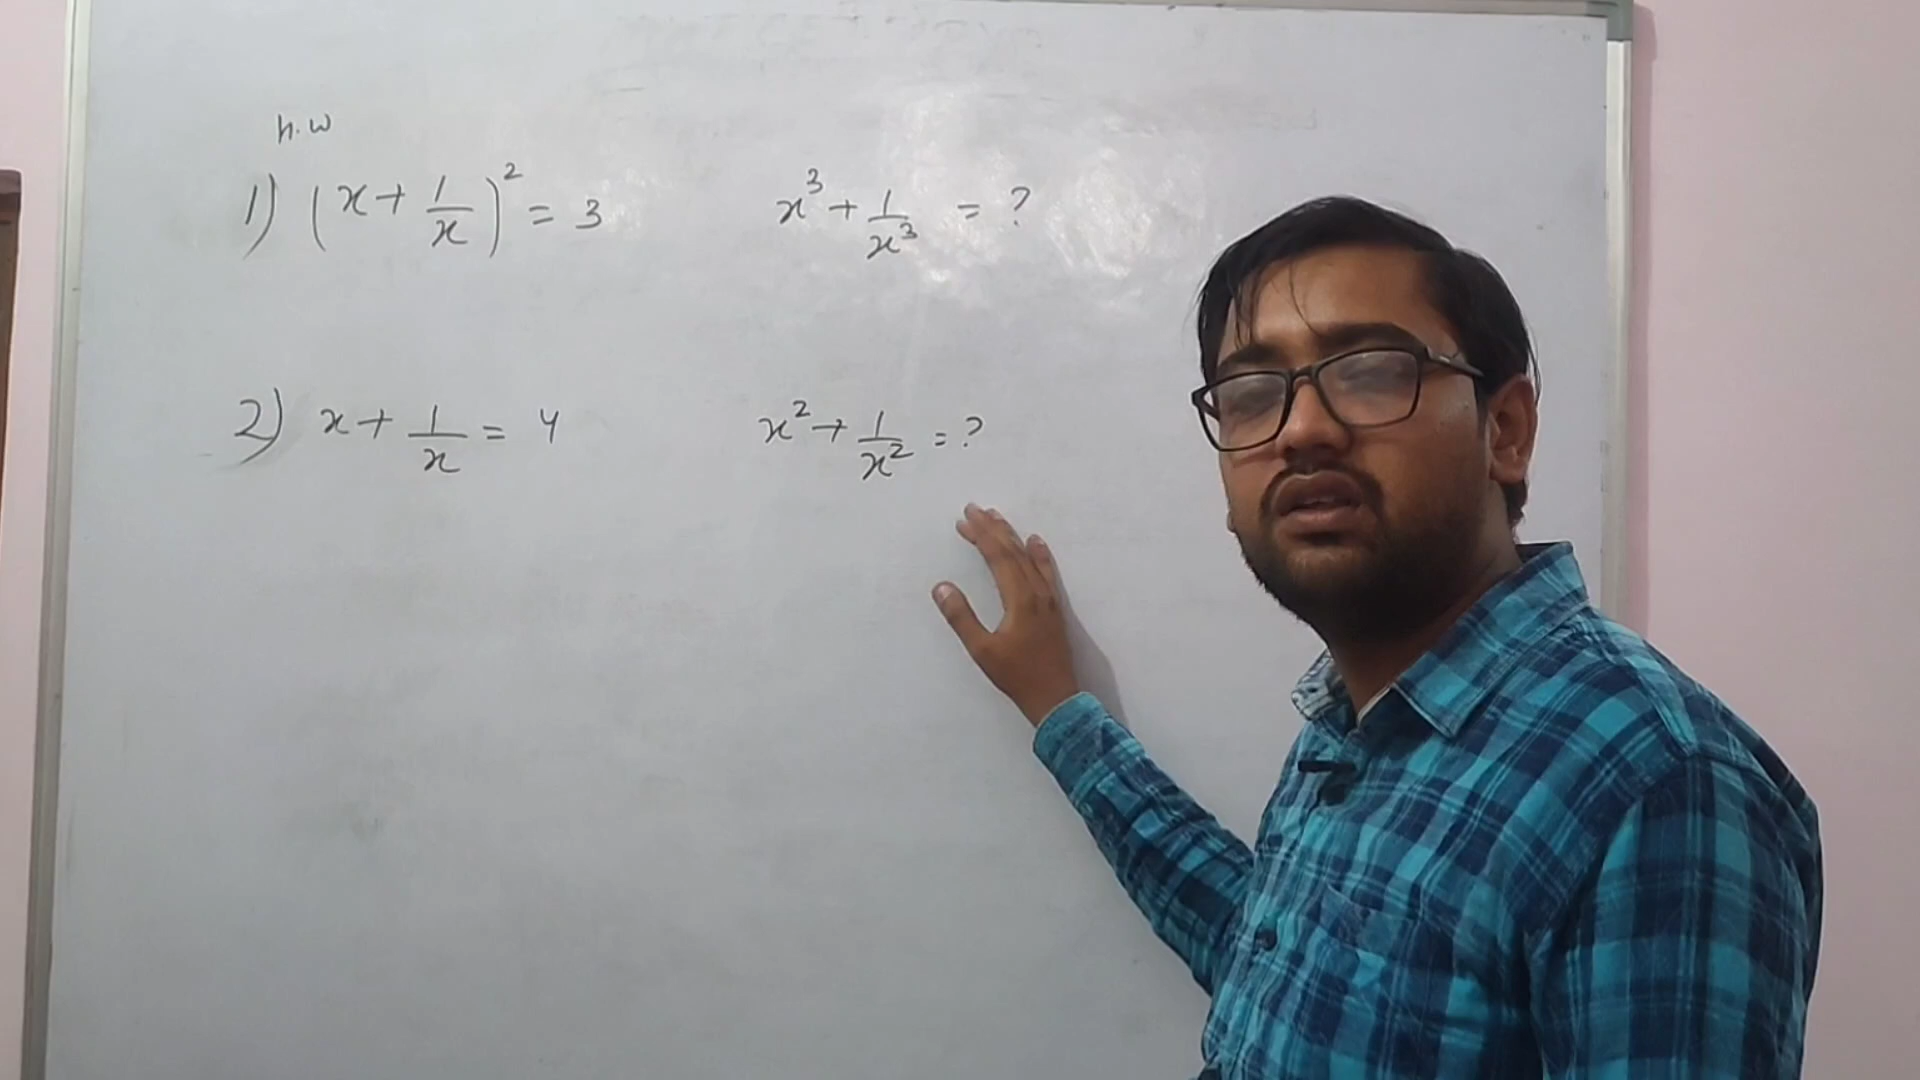 h.w
1) (x + 1/x)² = 3 x³ + 1/x³ = ?
2) x + 1/x = 4 x² + 1/x² = ?